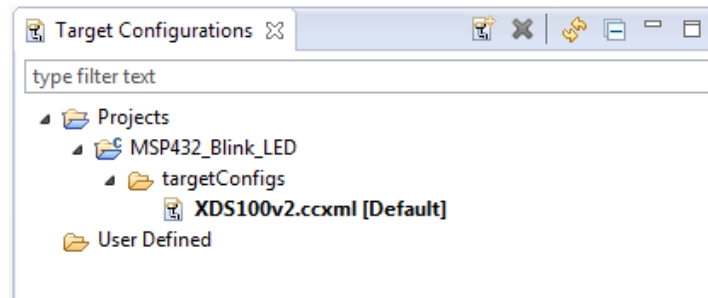 Target Configurations
type filter text
Projects
MSP432_Blink_LED
targetConfigs
XDS100v2.ccxml [Default]
User Defined